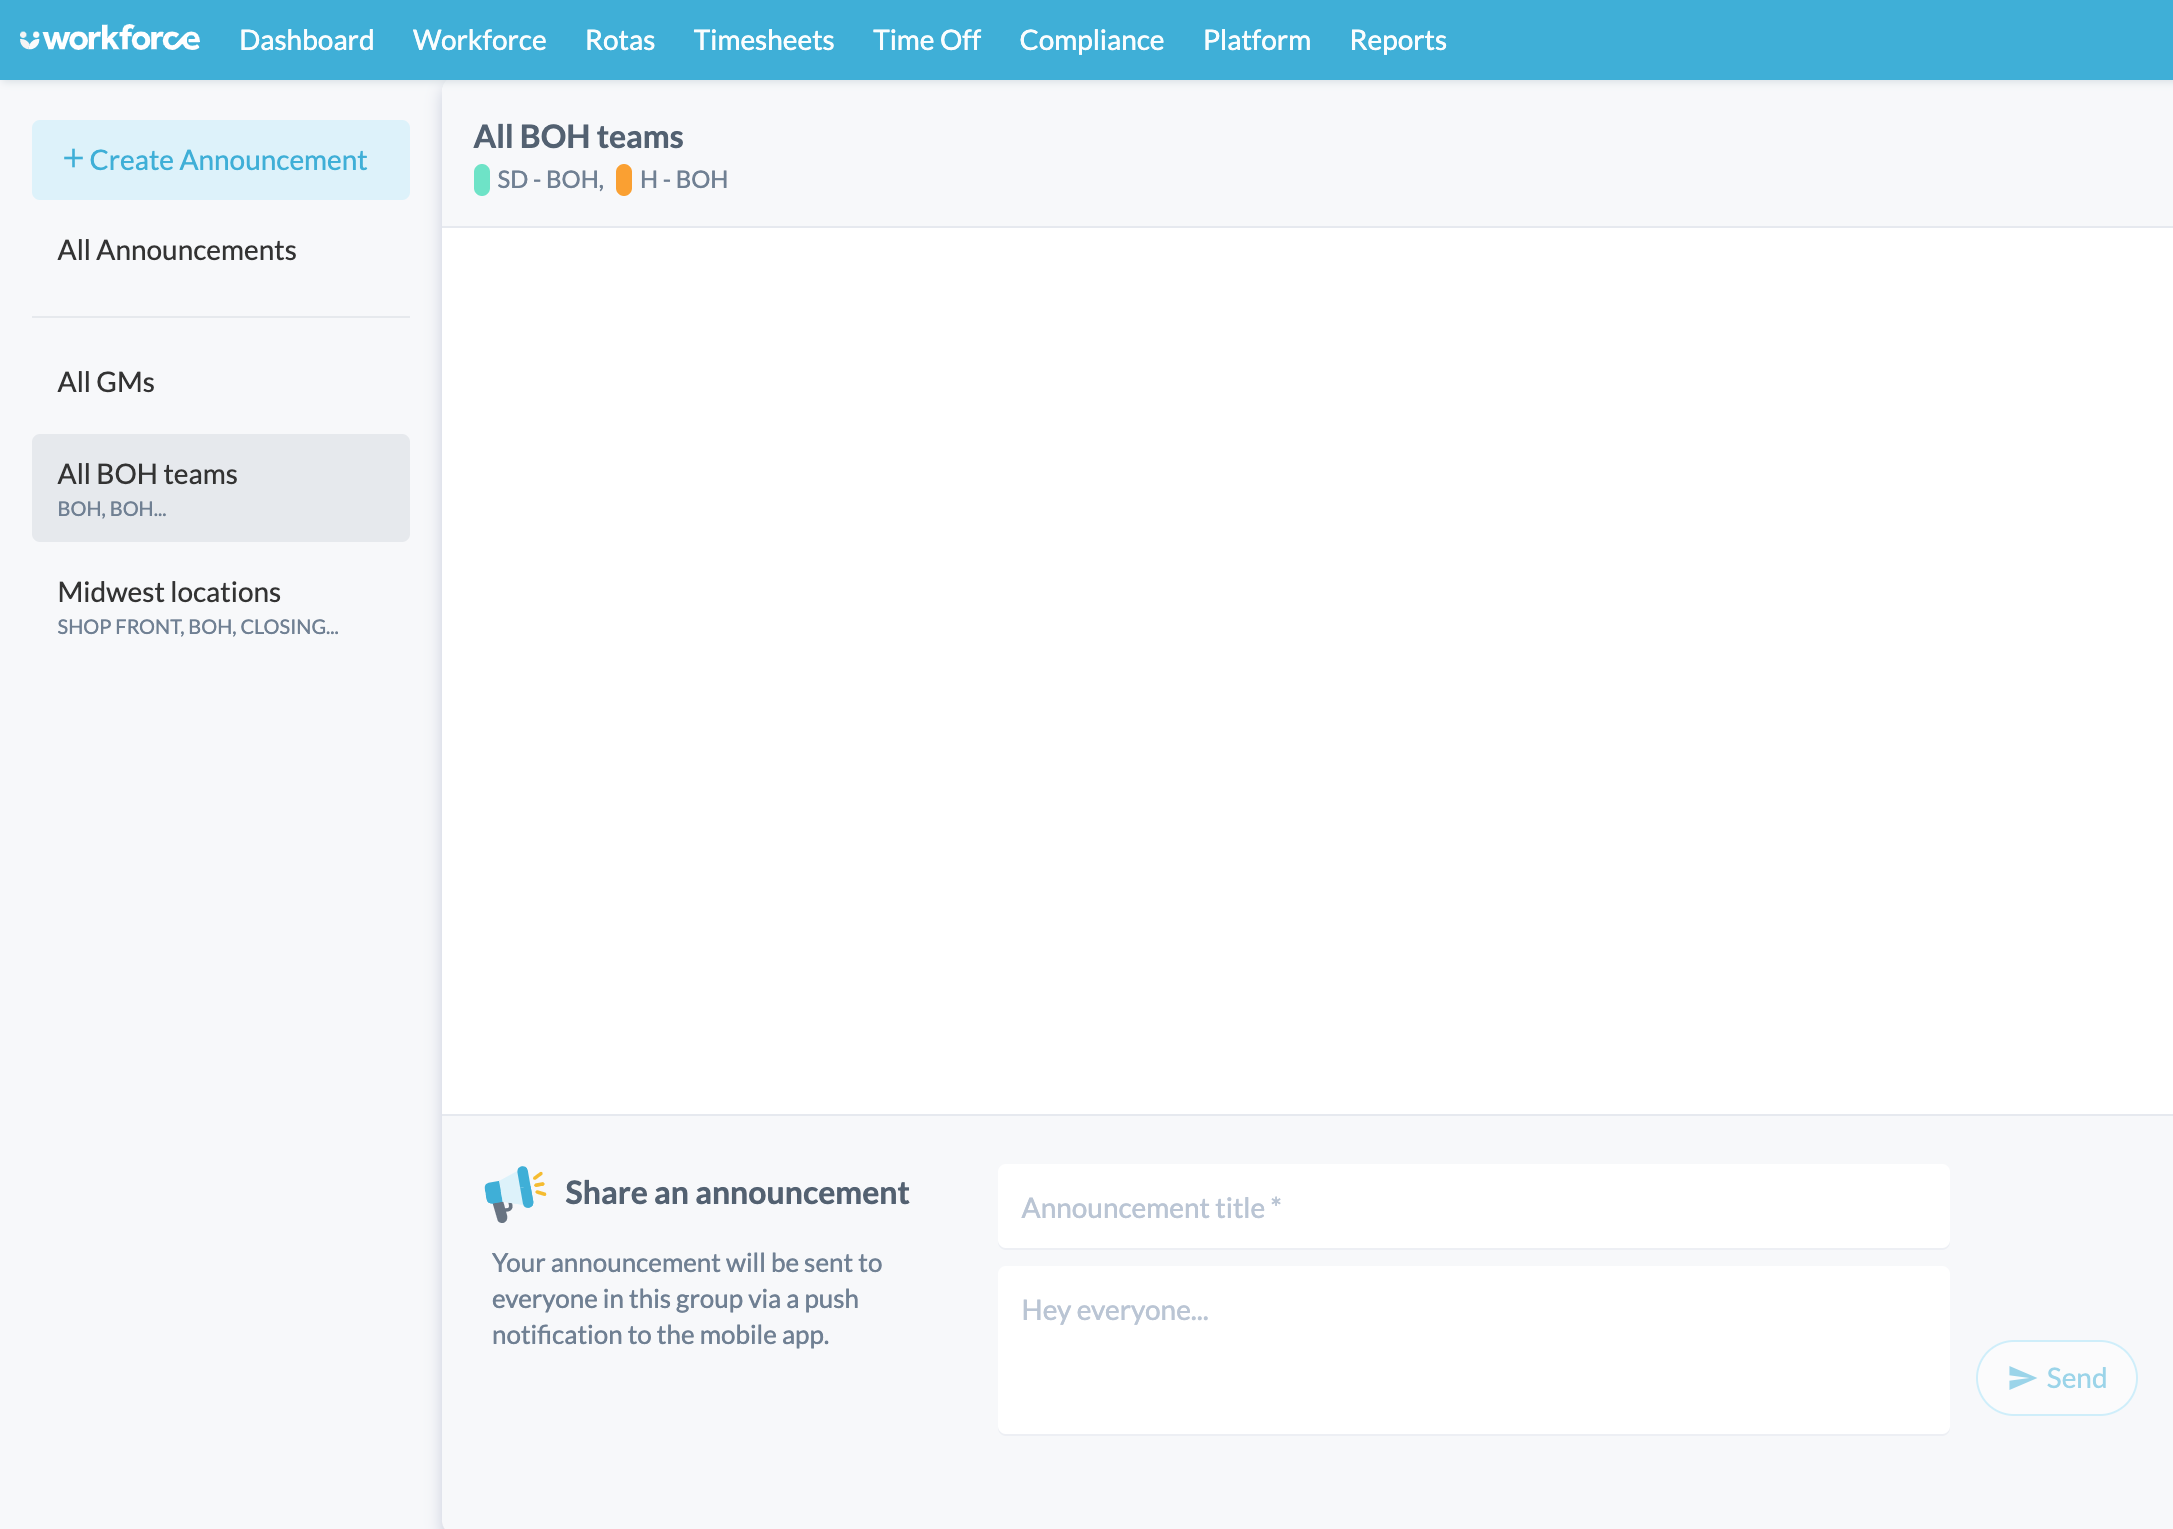 workforce Dashboard Workforce Rotas Timesheets Time Off Compliance Platform Reports
+ Create Announcement
All Announcements
All GMs
All BOH teams
BOH, BOH...
Midwest locations
SHOP FRONT, BOH, CLOSING...
All BOH teams
SD - BOH, H - BOH
Share an announcement
Your announcement will be sent to
everyone in this group via a push
notification to the mobile app.
Announcement title *
Hey everyone...
Send